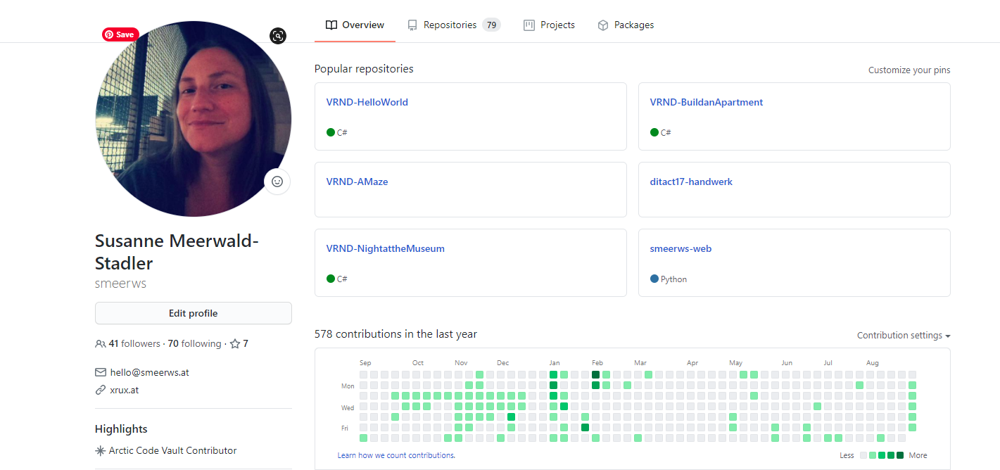 Save
Overview
Repositories 79
Projects
Packages
Susanne Meerwald-
Stadler
smeerws
Edit profile
41 followers · 70 following · 7
hello@smeerws.at
xrux.at
Highlights
Arctic Code Vault Contributor
Popular repositories
Customize your pins
VRND-HelloWorld
C#
VRND-BuildanApartment
C#
VRND-AMaze
ditact17-handwerk
VRND-NightattheMuseum
C#
smeerws-web
Python
578 contributions in the last year
Contribution settings
Sep Oct Nov Dec Jan Feb Mar Apr May Jun Jul Aug
Mon
Wed
Fri
Learn how we count contributions.
Less More